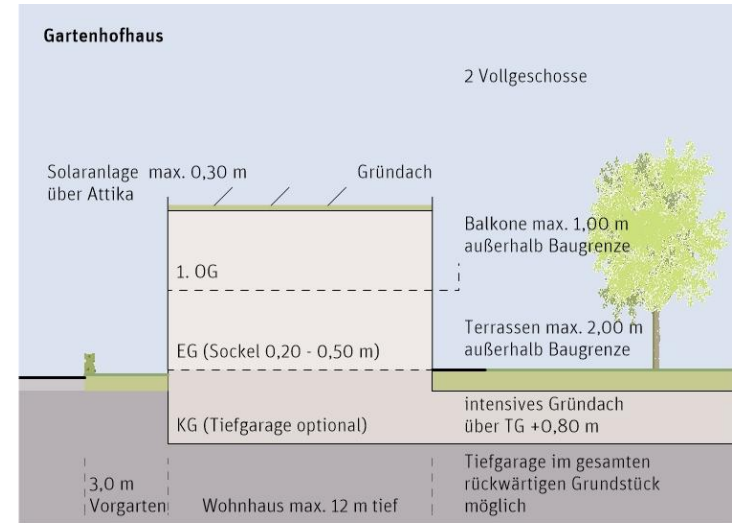 Gartenhofhaus
2 Vollgeschosse
Solaranlage max. 0,30 m
über Attika
Gründach
Balkone max. 1,00 m
außerhalb Baugrenze
1. OG
Terrassen max. 2,00 m
außerhalb Baugrenze
EG (Sockel 0,20 - 0,50 m)
intensives Gründach
über TG +0,80 m
KG (Tiefgarage optional)
Tiefgarage im gesamten
rückwärtigen Grundstück
möglich
3,0 m
Vorgarten
Wohnhaus max. 12 m tief